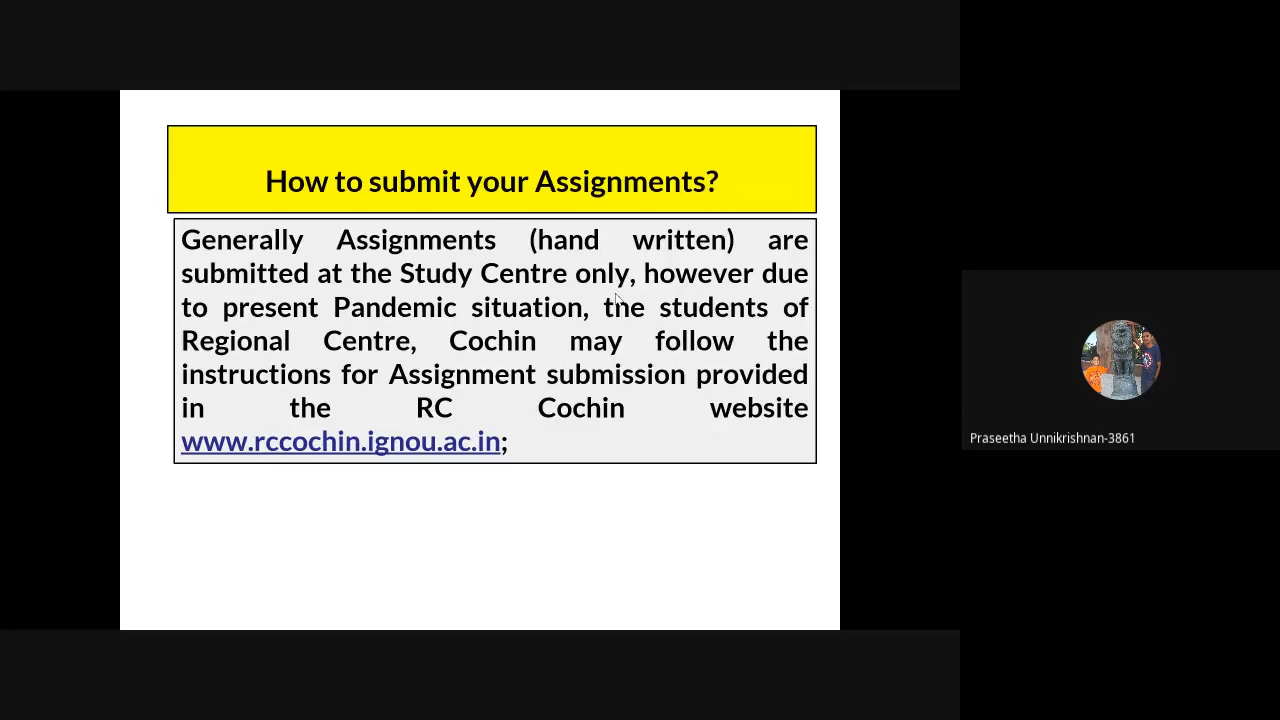 How to submit your Assignments?
Generally Assignments (hand written) are
submitted at the Study Centre only, however due
to present Pandemic situation, the students of
Regional Centre, Cochin may follow the
instructions for Assignment submission provided
in the RC Cochin website
www.rccochin.ignou.ac.in;
Praseetha Unnikrishnan-3861